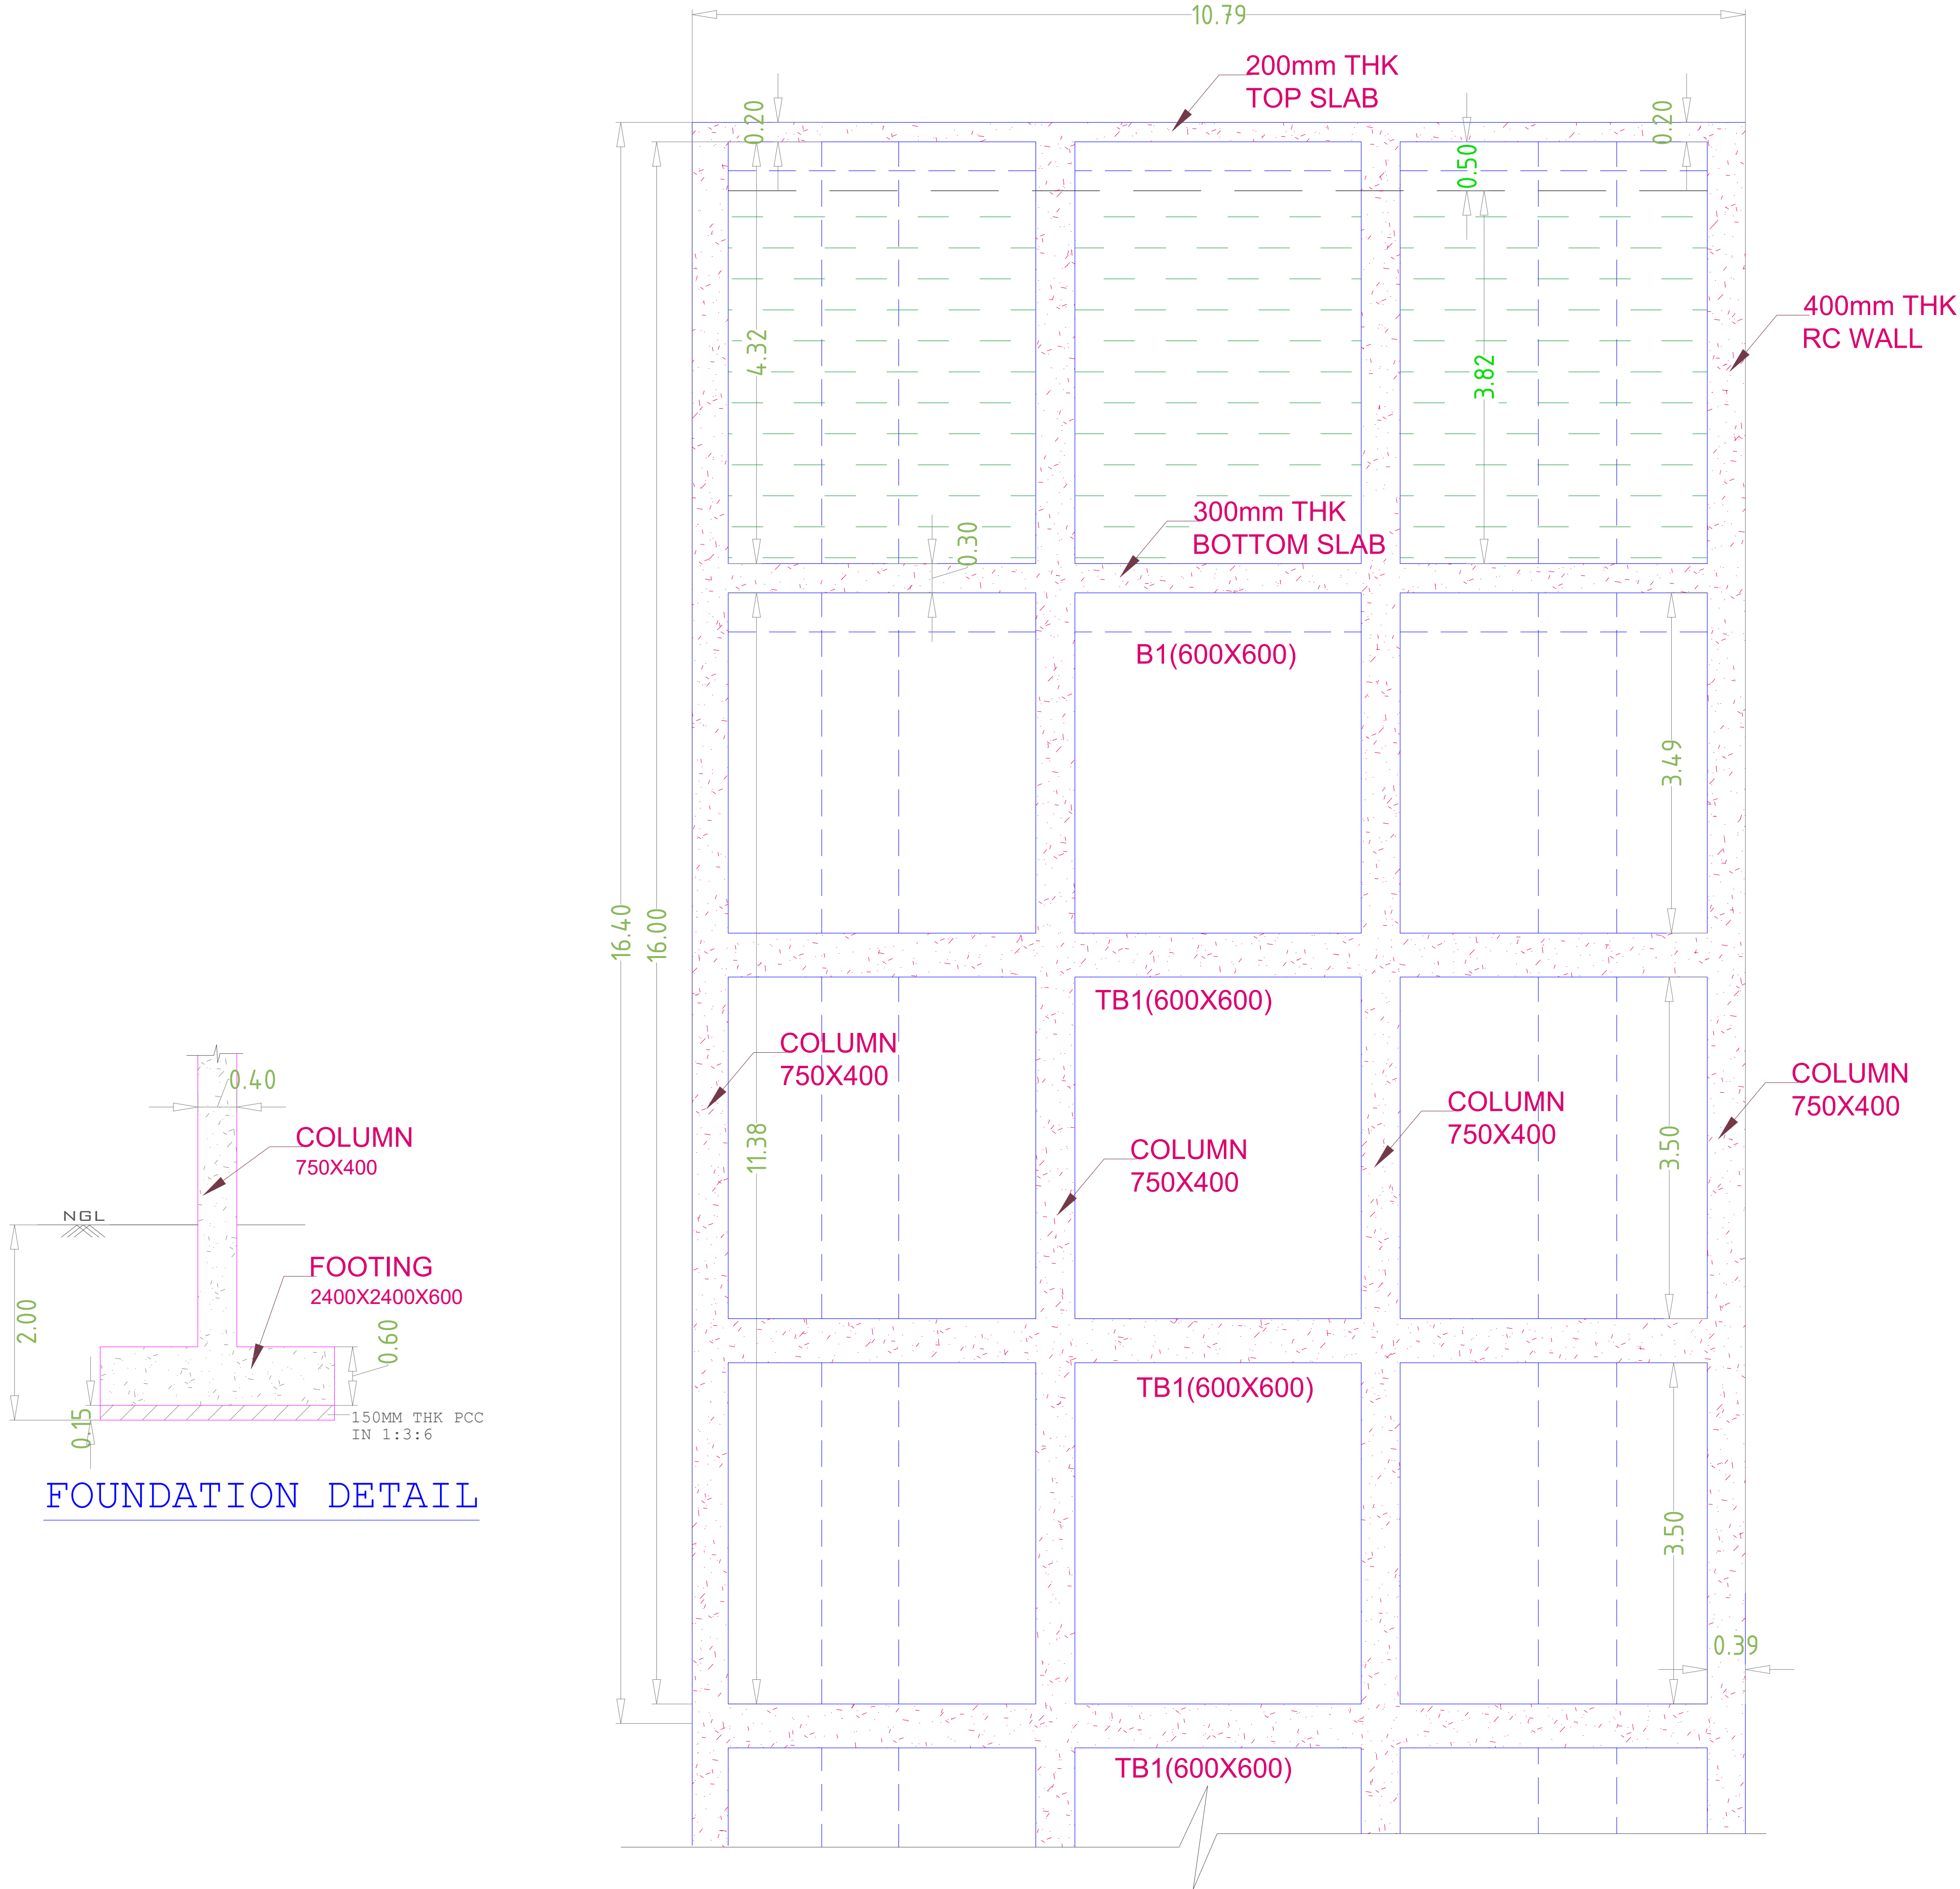 10.79
200mm THK
TOP SLAB
0.20
0.50
0.20
400mm THK
RC WALL
4.32
3.82
300mm THK
BOTTOM SLAB
0.30
B1(600X600)
3.49
16.40
16.00
TB1(600X600)
COLUMN
750X400
COLUMN
750X400
COLUMN
750X400
COLUMN
750X400
11.38
3.50
TB1(600X600)
3.50
0.39
TB1(600X600)
0.40
COLUMN
750X400
NGL
FOOTING
2400X2400X600
2.00
0.60
0.15
150MM THK PCC
IN 1:3:6
FOUNDATION DETAIL